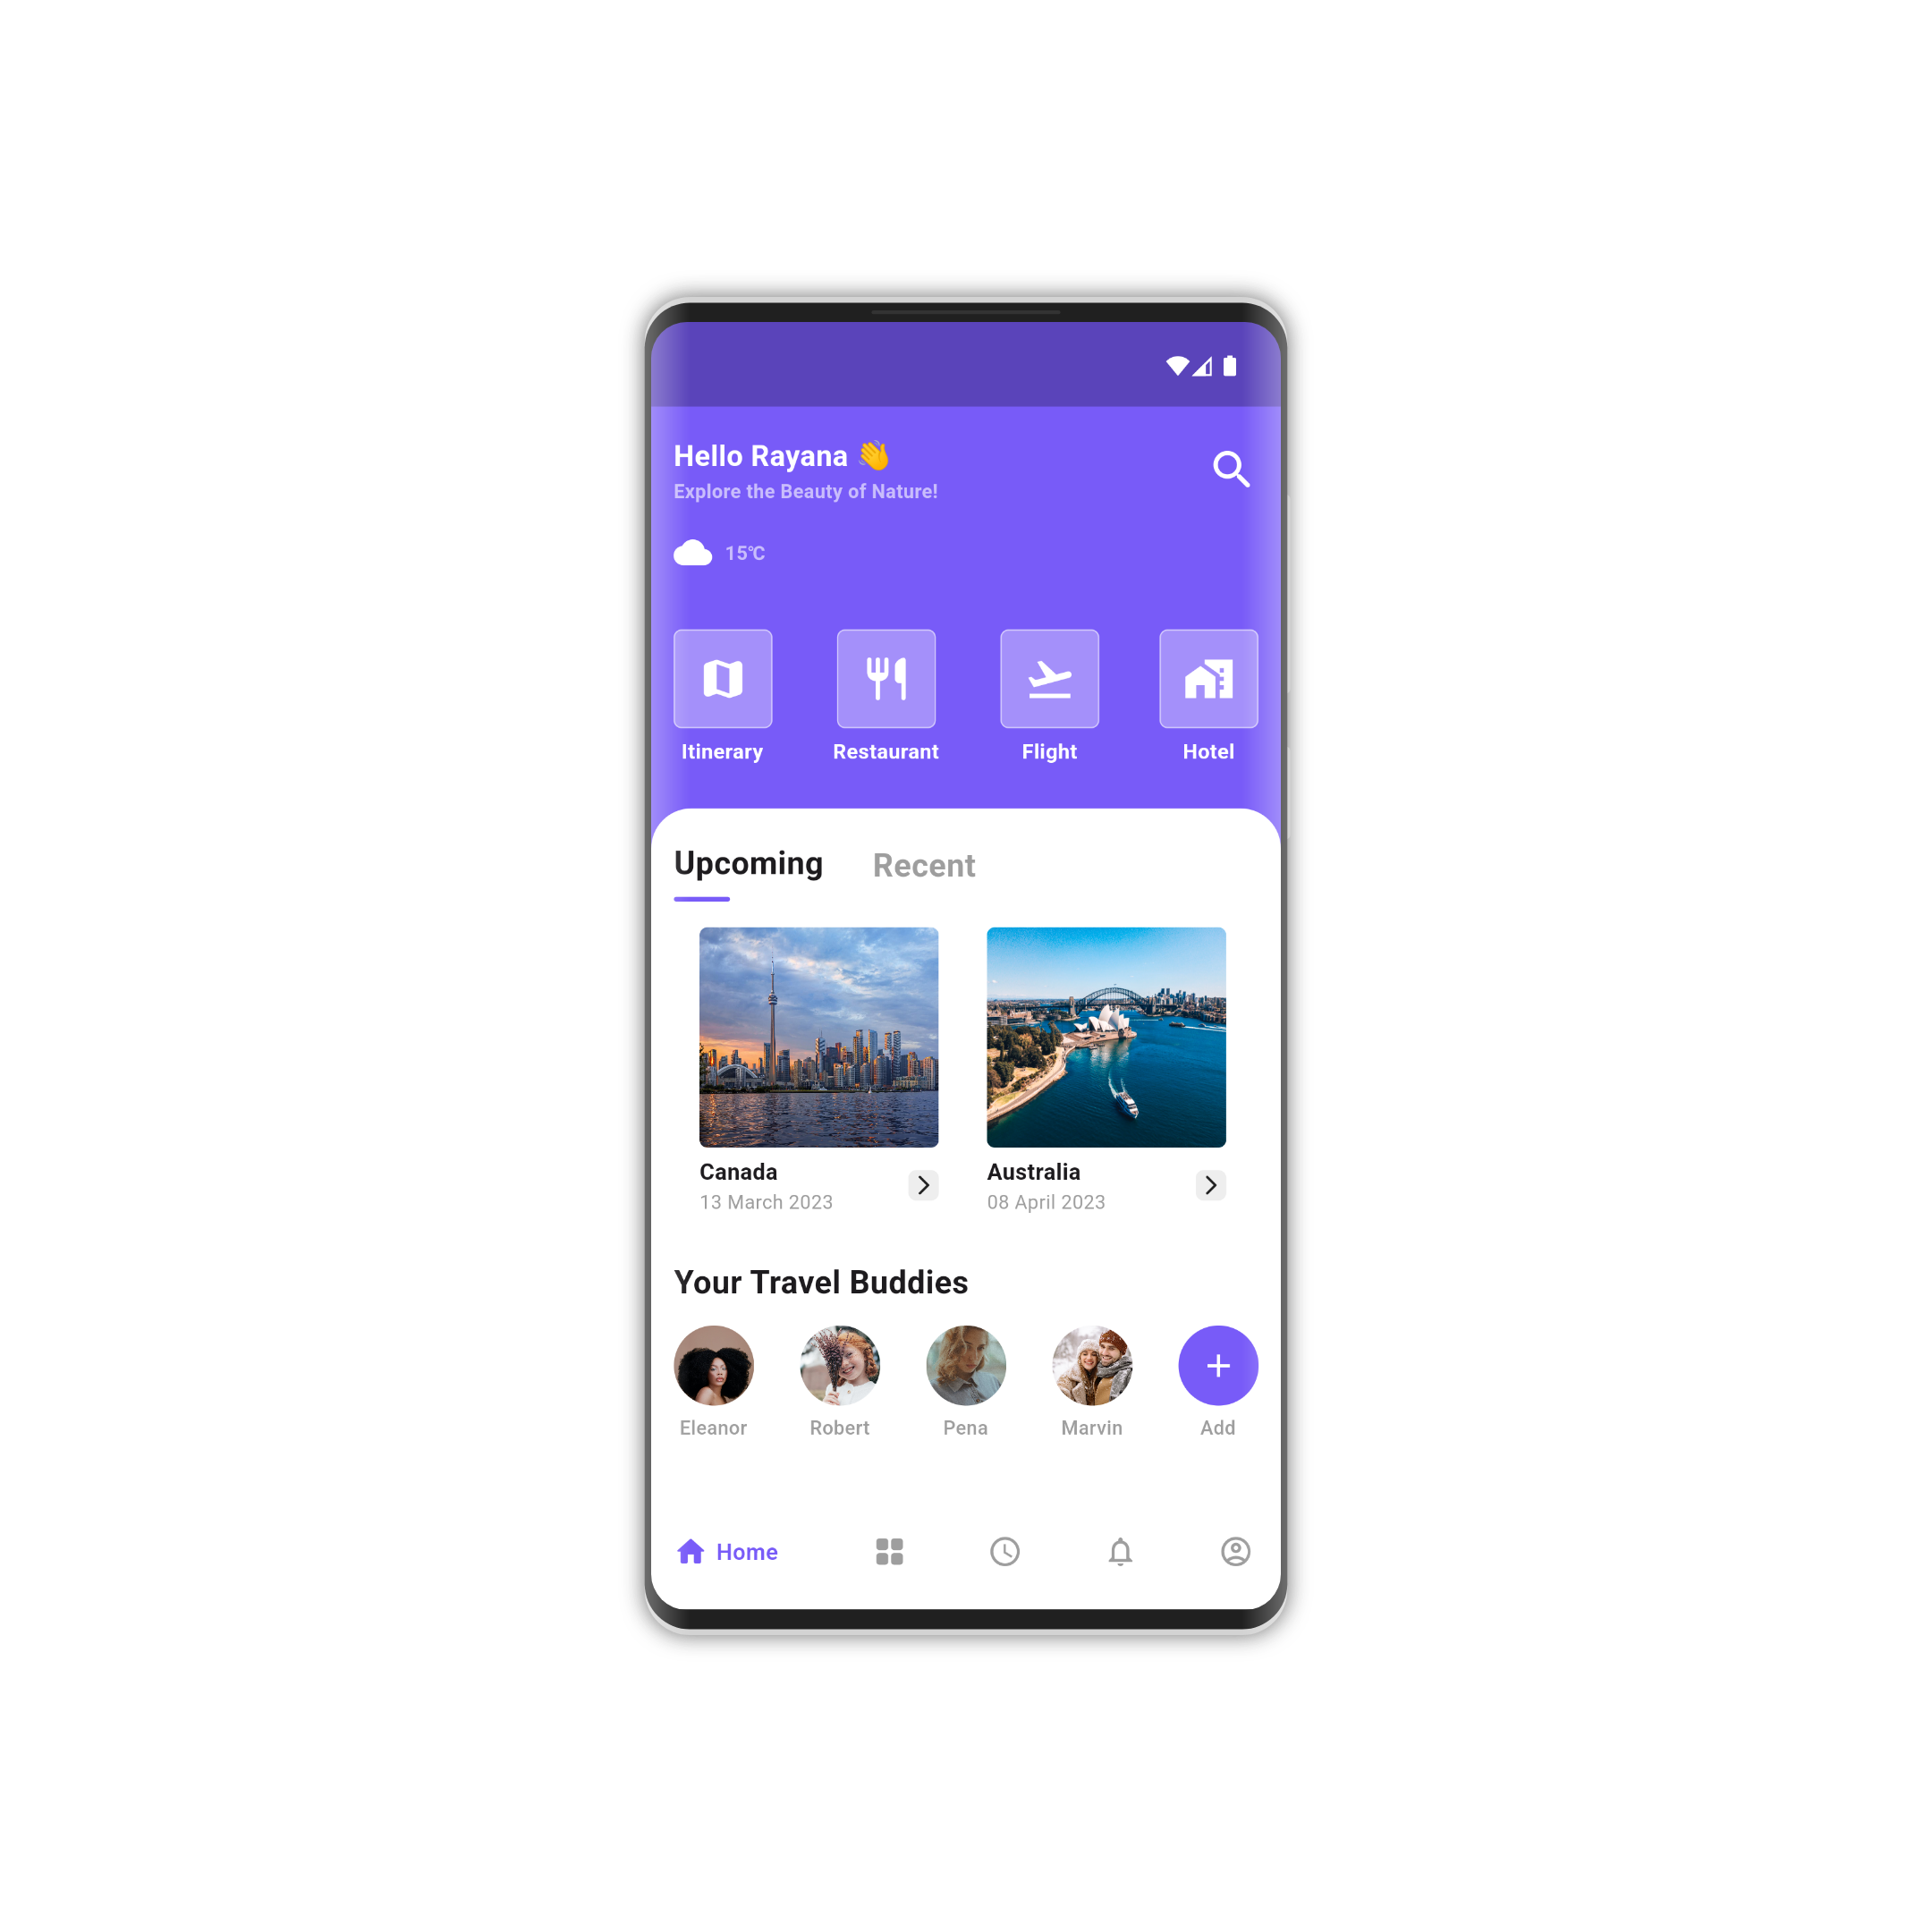 Hello Rayana 👋
Explore the Beauty of Nature!
15℃
Itinerary Restaurant Flight Hotel
Upcoming Recent
Canada Australia
13 March 2023 08 April 2023
Your Travel Buddies
Eleanor Robert Pena Marvin Add
Home